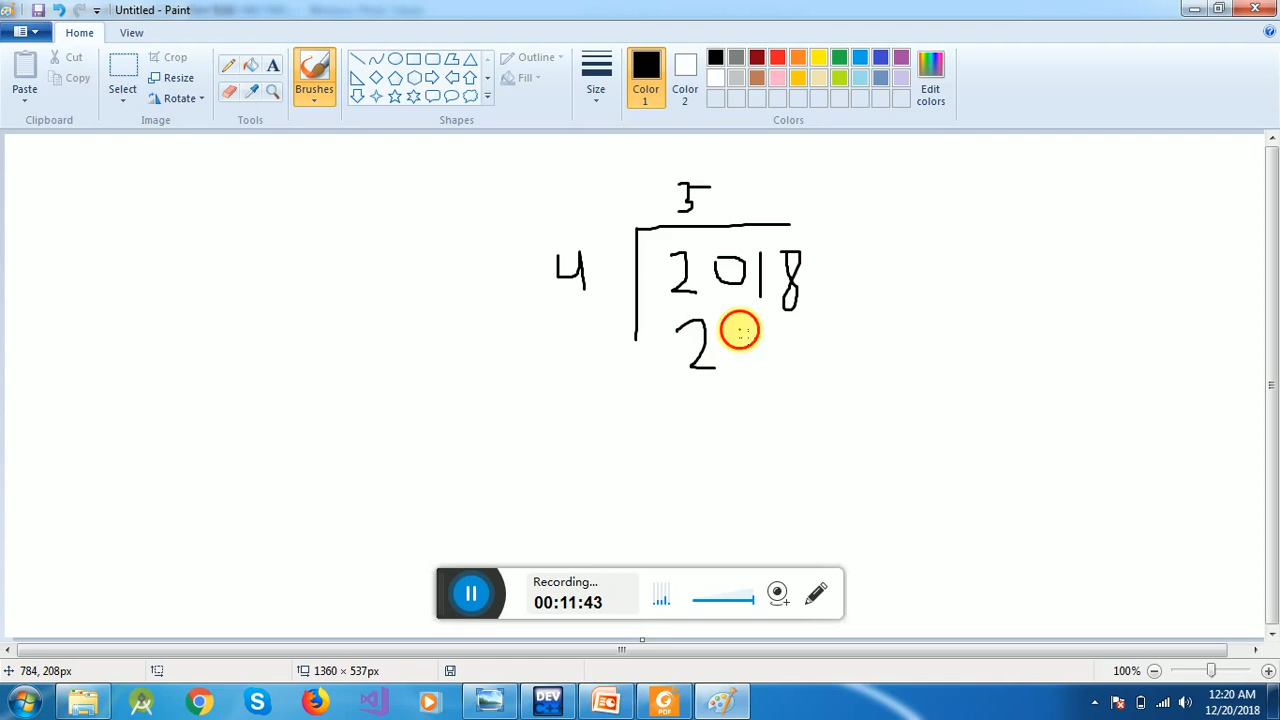 Untitled - Paint
Home
View
Paste
Cut
Copy
Select
Crop
Resize
Rotate
Brushes
Outline
Fill
Size
Color
1
Color
2
Edit
colors
Clipboard
Image
Tools
Shapes
Colors
5
4
2018
2
Recording...
00:11:43
784, 208px
1360 × 537px
100%
DEV
C++
PDF
12:20 AM
12/20/2018